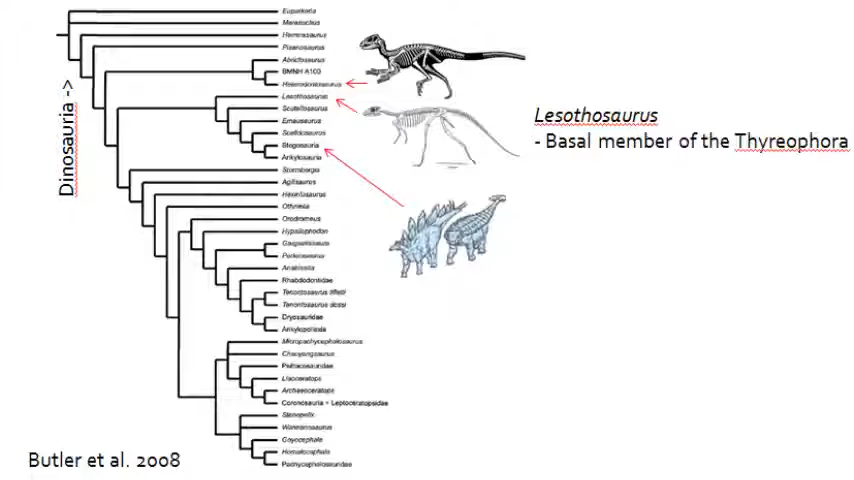 Euparkeria
Marasuchus
Herrerasaurus
Pisanosaurus
Abrictosaurus
BMNH A100
Heterodontosaurus
Lesothosaurus
Scutellosaurus
Emausaurus
Scelidosaurus
Stegosauria
Ankylosauria
Stormbergia
Agilisaurus
Hexinlusaurus
Othnielia
Orodromeus
Hypsilophodon
Gasparinisaura
Parksosaurus
Anabisetia
Rhabdodontidae
Tenontosaurus tilletti
Tenontosaurus dossi
Dryosauridae
Ankylopollexia
Micropachycephalosaurus
Chaoyangsaurus
Psittacosauridae
Liaoceratops
Archaeoceratops
Coronosauria + Leptoceratopsidae
Stenopelix
Wannanosaurus
Goyocephale
Homalocephale
Pachycephalosauridae
Dinosauria ->
Lesothosaurus
- Basal member of the Thyreophora
Butler et al. 2008